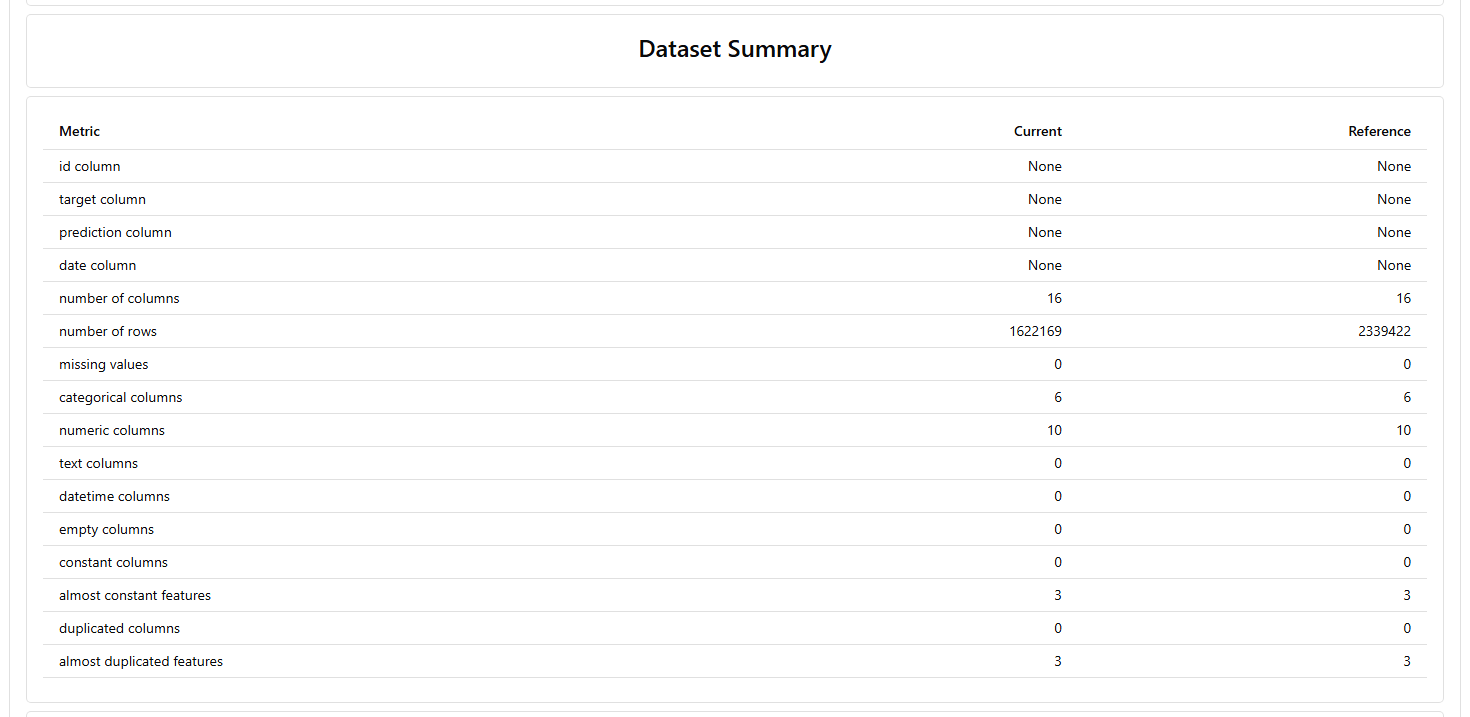 Dataset Summary
Metric Current Reference
id column None None
target column None None
prediction column None None
date column None None
number of columns 16 16
number of rows 1622169 2339422
missing values 0 0
categorical columns 6 6
numeric columns 10 10
text columns 0 0
datetime columns 0 0
empty columns 0 0
constant columns 0 0
almost constant features 3 3
duplicated columns 0 0
almost duplicated features 3 3